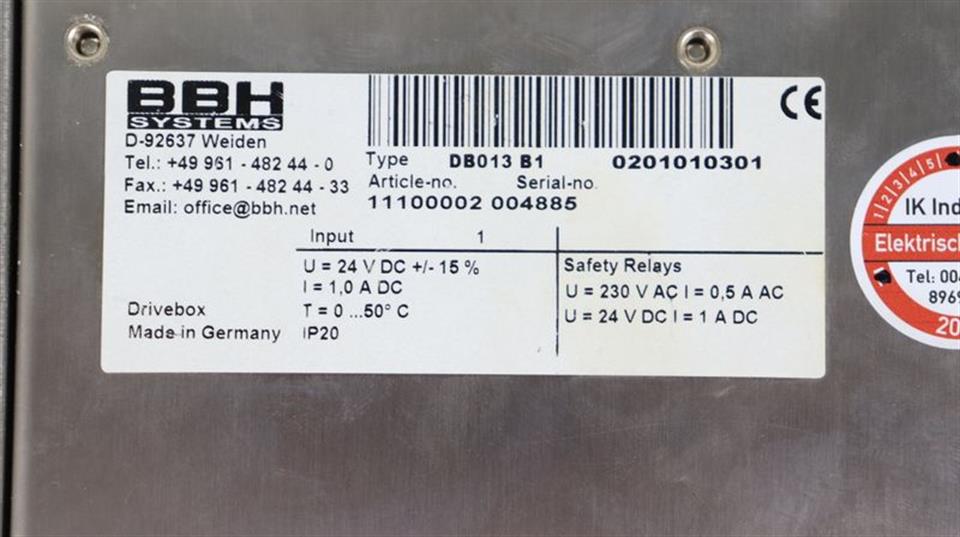 BBH
SYSTEMS
D-92637 Weiden
Tel.: +49 961 - 482 44 - 0
Fax.: +49 961 - 482 44 - 33
Email: office@bbh.net
Type DB013 B1 0201010301
Article-no. Serial-no.
11100002 004885
CE
Input 1
U = 24 V DC +/- 15 %
I = 1,0 A DC
T = 0 ...50° C
IP20
Drivebox
Made in Germany
Safety Relays
U = 230 V AC I = 0,5 A AC
U = 24 V DC I = 1 A DC
1 2 3 4 5
IK Ind
Elektrisch
Tel: 004
8969
20